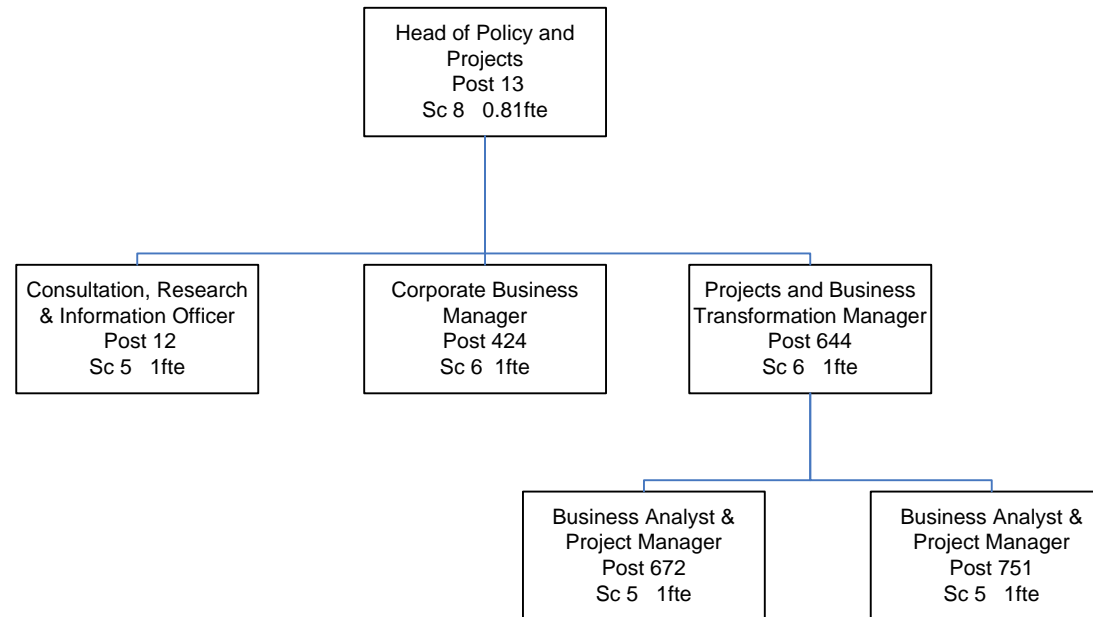 Head of Policy and
Projects
Post 13
Sc 8   0.81fte
Consultation, Research
& Information Officer
Post 12
Sc 5   1fte
Corporate Business
Manager
Post 424
Sc 6  1fte
Projects and Business
Transformation Manager
Post 644
Sc 6   1fte
Business Analyst &
Project Manager
Post 672
Sc 5   1fte
Business Analyst &
Project Manager
Post 751
Sc 5   1fte